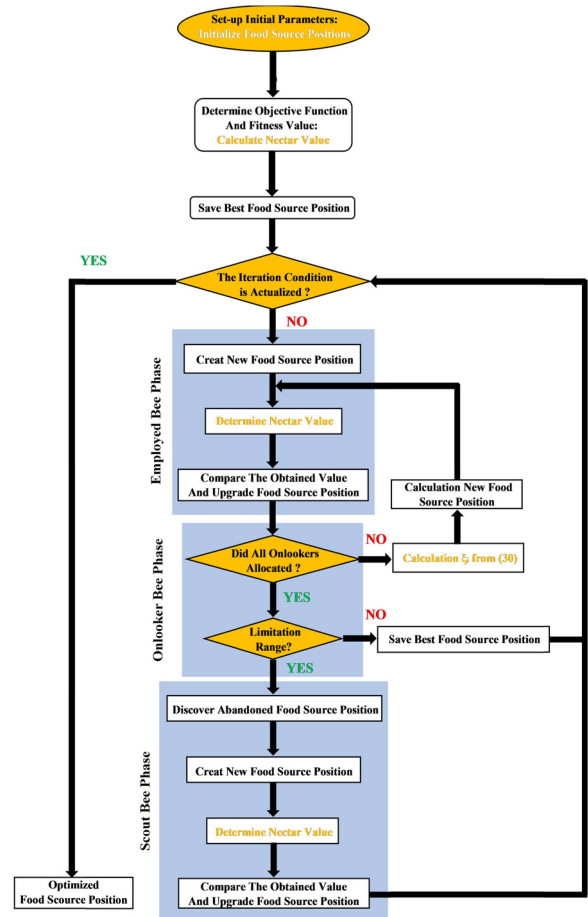 Set-up Initial Parameters:
Initialize Food Source Positions
Determine Objective Function
And Fitness Value:
Calculate Nectar Value
Save Best Food Source Position
YES
The Iteration Condition
is Actualized ?
NO
Employed Bee Phase
Creat New Food Source Position
Determine Nectar Value
Compare The Obtained Value
And Upgrade Food Source Position
Calculation New Food
Source Position
Onlooker Bee Phase
Did All Onlookers
Allocated ?
NO
Calculation ξ from (30)
YES
Limitation
Range?
NO
Save Best Food Source Position
YES
Scout Bee Phase
Discover Abandoned Food Source Position
Creat New Food Source Position
Determine Nectar Value
Compare The Obtained Value
And Upgrade Food Source Position
Optimized
Food Scource Position